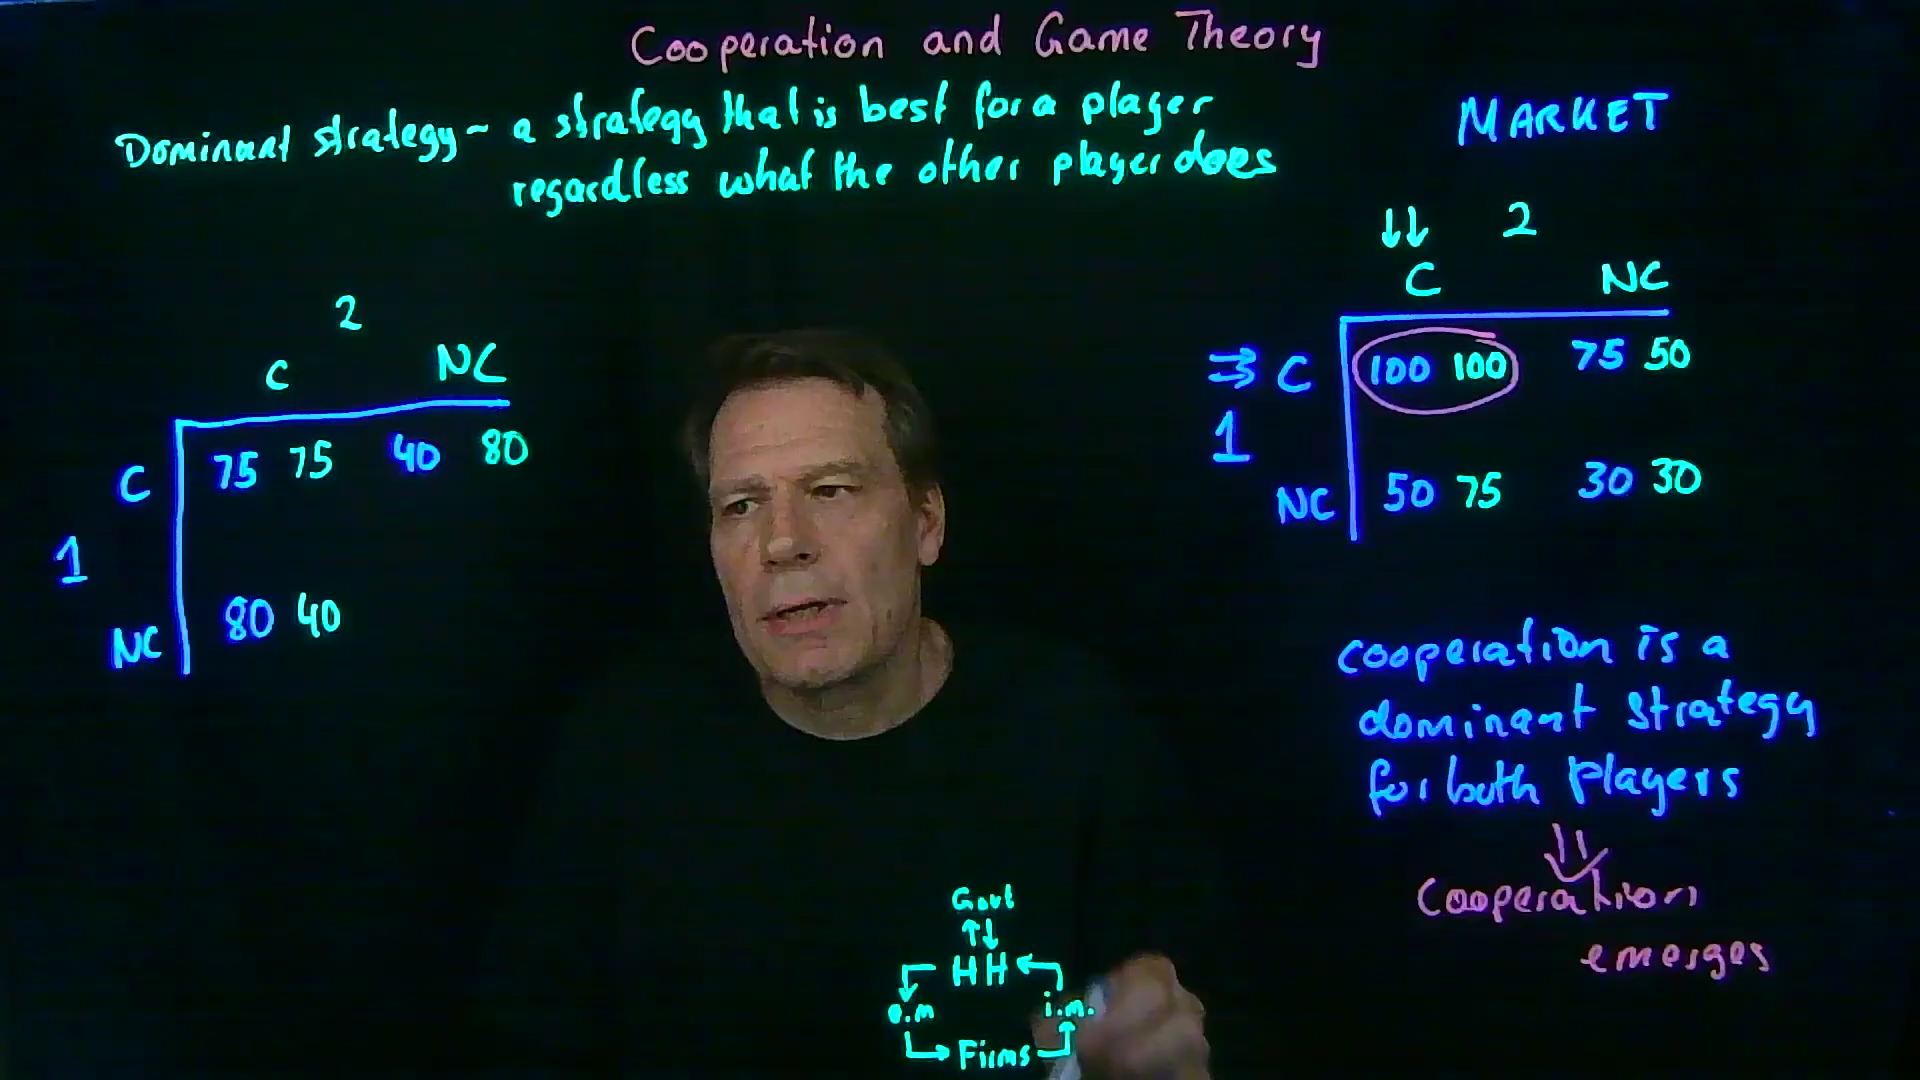 Cooperation and Game Theory
Dominant strategy ~ a strategy that is best for a player
regardless what the other player does
2
C NC
C 75 75 40 80
1
NC 80 40
MARKET
2
C NC
C 100 100 75 50
1
NC 50 75 30 30
cooperation is a
dominant strategy
for both players
Cooperation
emerges
Govt
HH
o.m i.m.
Firms